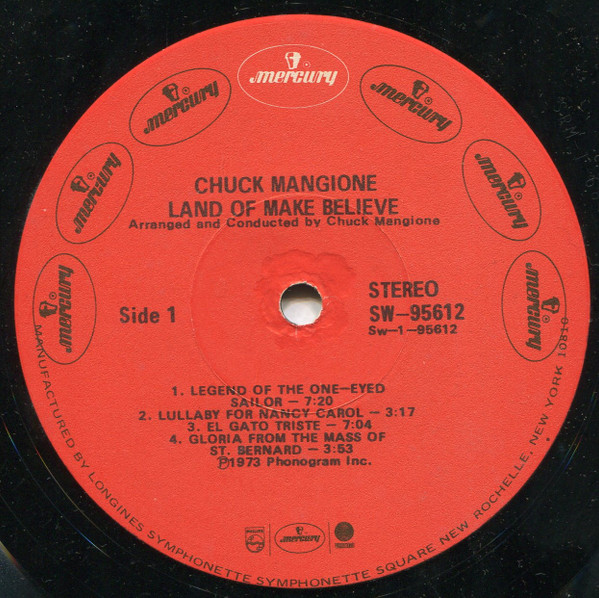 mercury
mercury
mercury
mercury
mercury
mercury
mercury
CHUCK MANGIONE
LAND OF MAKE BELIEVE
Arranged and Conducted by Chuck Mangione
Side 1
STEREO
SW—95612
Sw—1—95612
1. LEGEND OF THE ONE—EYED
SAILOR — 7:20
2. LULLABY FOR NANCY CAROL — 3:17
3. EL GATO TRISTE — 7:04
4. GLORIA FROM THE MASS OF
ST. BERNARD — 3:53
℗1973 Phonogram Inc.
PHILIPS
mercury
MANUFACTURED BY LONGINES SYMPHONETTE SYMPHONETTE SQUARE NEW ROCHELLE, NEW YORK 10810